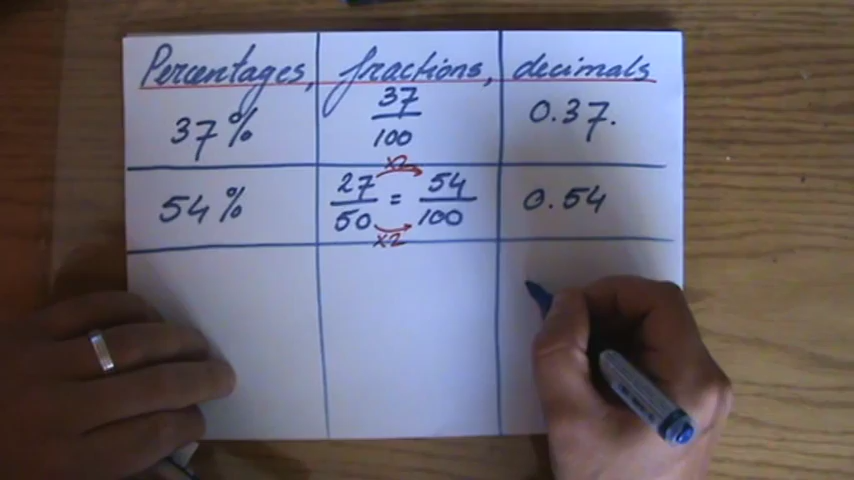 Percentages, fractions, decimals
37% 37/100 0.37.
x2
54% 27/50 = 54/100 0.54
x2